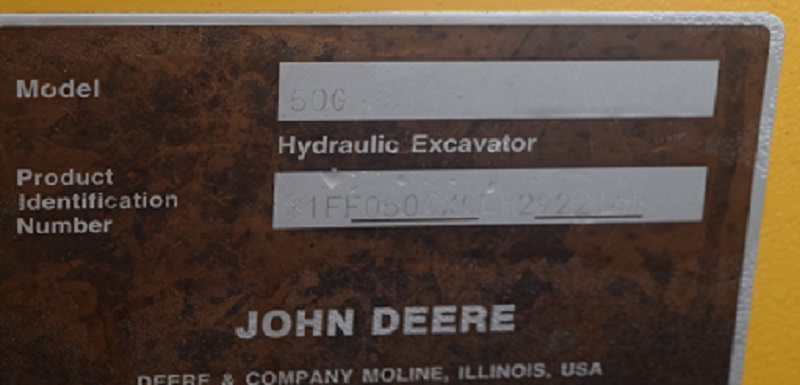 Model 50G
Hydraulic Excavator
Product
Identification
Number
JOHN DEERE
DEERE & COMPANY MOLINE, ILLINOIS, USA